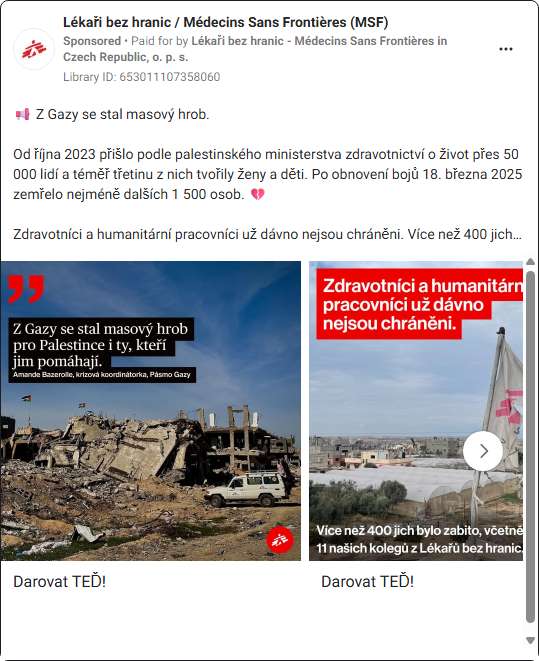 Lékaři bez hranic / Médecins Sans Frontières (MSF)
Sponsored • Paid for by Lékaři bez hranic - Médecins Sans Frontières in
Czech Republic, o. p. s.
Library ID: 653011107358060
Z Gazy se stal masový hrob.
Od října 2023 přišlo podle palestinského ministerstva zdravotnictví o život přes 50
000 lidí a téměř třetinu z nich tvořily ženy a děti. Po obnovení bojů 18. března 2025
zemřelo nejméně dalších 1 500 osob. 💔
Zdravotníci a humanitární pracovníci už dávno nejsou chráněni. Více než 400 jich...
Z Gazy se stal masový hrob
pro Palestince i ty, kteří
jim pomáhají.
Amande Bazerolle, krizová koordinátorka, Pásmo Gazy
Darovat TEĎ!
Zdravotníci a humanitárn
pracovníci už dávno
nejsou chráněni.
Více než 400 jich bylo zabito, včetně
11 našich kolegů z Lékařů bez hranic.
Darovat TEĎ!